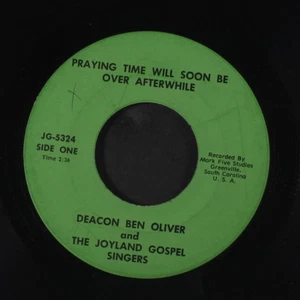 PRAYING TIME WILL SOON BE
OVER AFTERWHILE
JG-5324
SIDE ONE
Time 2:36
Recorded By
Mark Five Studios
Greenville,
South Carolina
U. S. A.
DEACON BEN OLIVER
and
THE JOYLAND GOSPEL
SINGERS